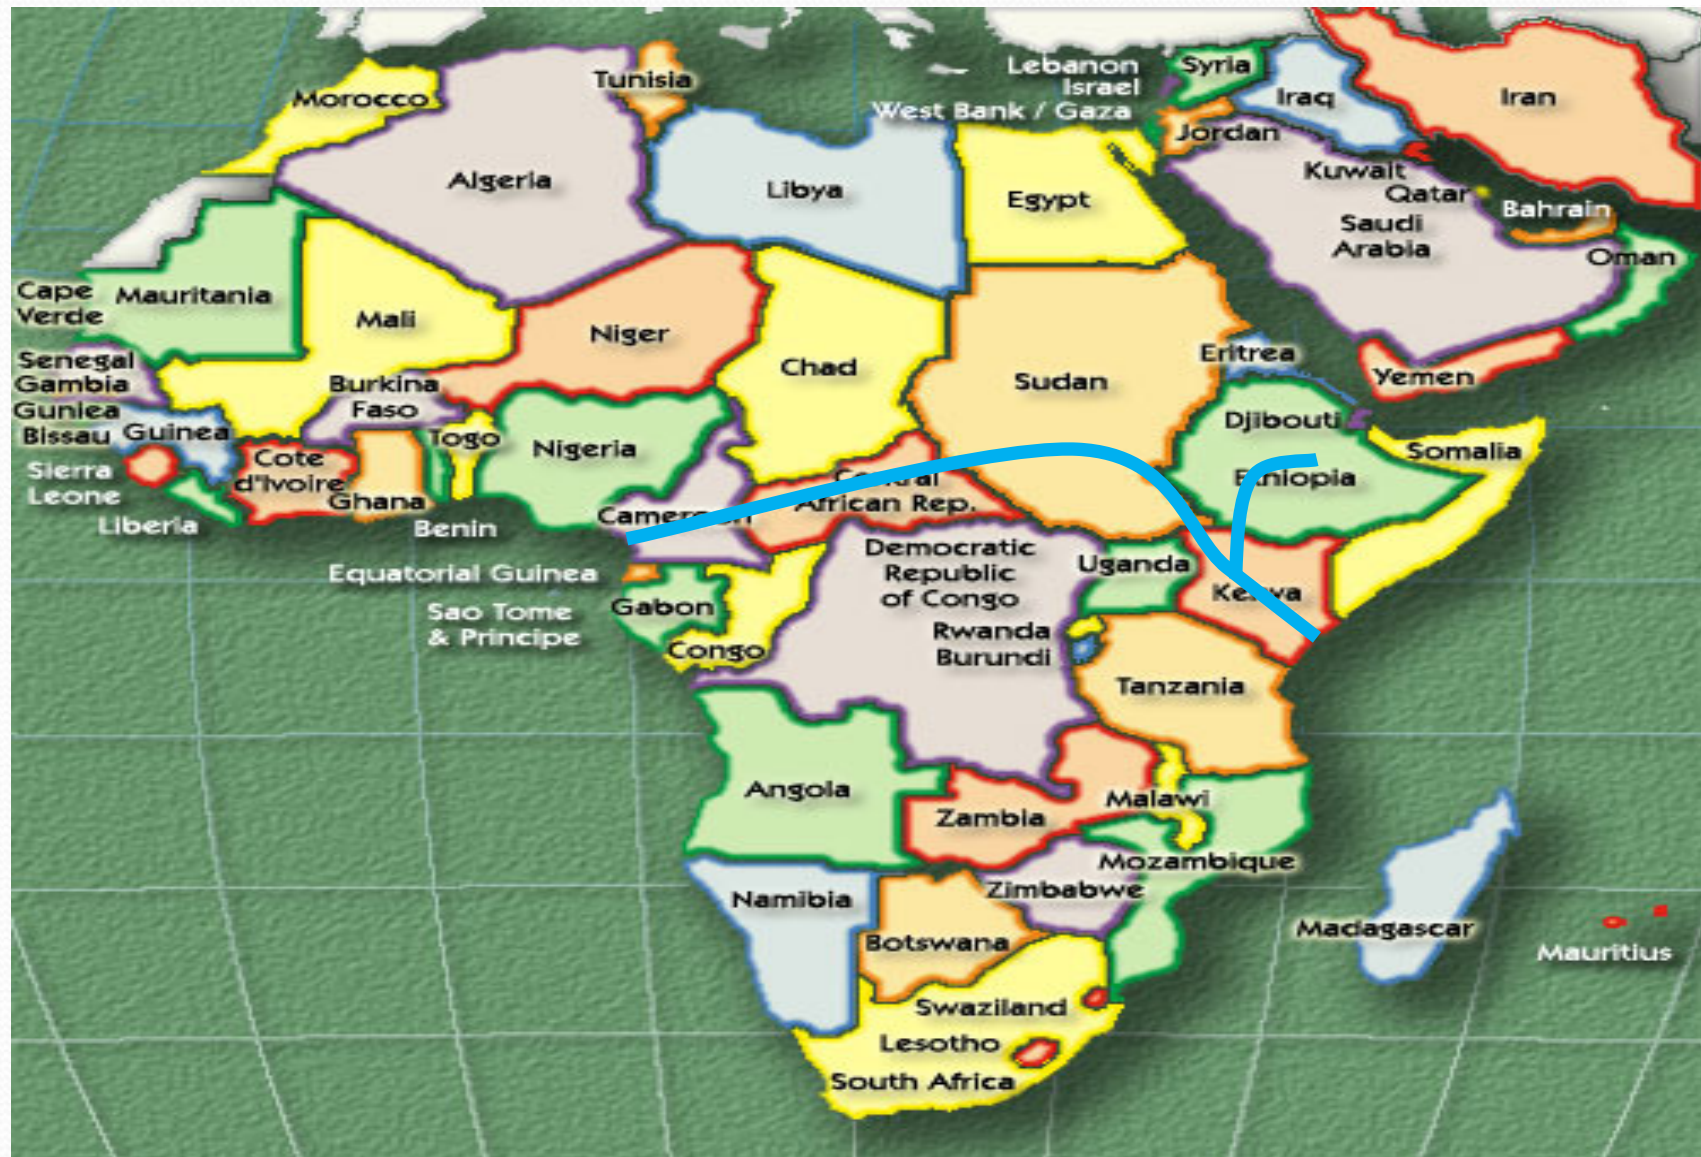 Tunisia
Lebanon
Israel
West Bank / Gaza
Syria
Iraq
Iran
Jordan
Morocco
Algeria
Libya
Egypt
Kuwait
Qatar
Bahrain
Saudi
Arabia
Oman
Cape
Verde
Mauritania
Mali
Niger
Chad
Sudan
Eritrea
Yemen
Senegal
Gambia
Guniea
Bissau
Guinea
Burkina
Faso
Togo
Nigeria
Djibouti
Somalia
Ethiopia
Sierra
Leone
Cote
d'Ivoire
Ghana
Liberia
Benin
Cameroon
Central
African Rep.
Equatorial Guinea
Sao Tome
& Principe
Gabon
Congo
Democratic
Republic
of Congo
Uganda
Kenya
Rwanda
Burundi
Tanzania
Angola
Zambia
Malawi
Mozambique
Zimbabwe
Namibia
Botswana
Madagascar
Mauritius
Swaziland
Lesotho
South Africa